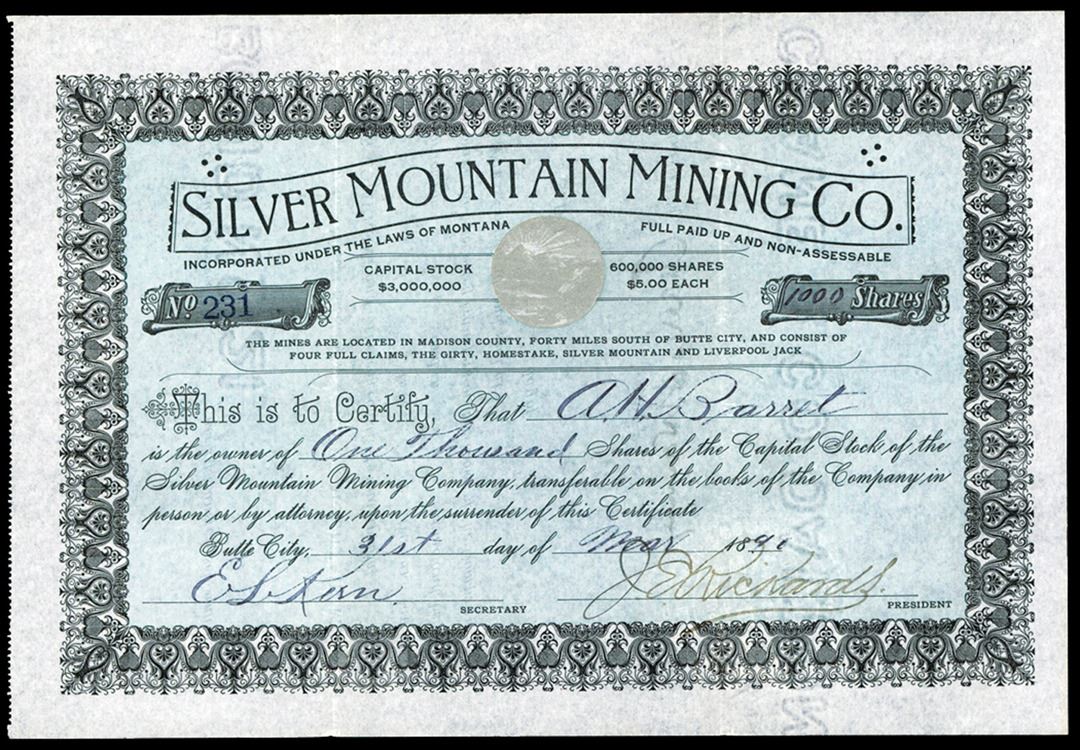 SILVER MOUNTAIN MINING CO.
INCORPORATED UNDER THE LAWS OF MONTANA
FULL PAID UP AND NON-ASSESSABLE
CAPITAL STOCK
$3,000,000
600,000 SHARES
$5.00 EACH
No 231
1000 Shares
THE MINES ARE LOCATED IN MADISON COUNTY, FORTY MILES SOUTH OF BUTTE CITY, AND CONSIST OF
FOUR FULL CLAIMS, THE GIRTY, HOMESTAKE, SILVER MOUNTAIN AND LIVERPOOL JACK
This is to Certify, That A H Barret
is the owner of One Thousand Shares of the Capital Stock of the
Silver Mountain Mining Company, transferable on the books of the Company in
person or by attorney, upon the surrender of this Certificate
Butte City, 31st day of Mar 1890
E L Kern
SECRETARY
J E Rickards.
PRESIDENT